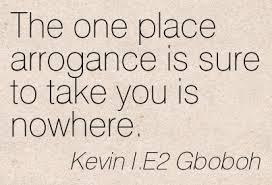 The one place
arrogance is sure
to take you is
nowhere.
Kevin I.E2 Gboboh